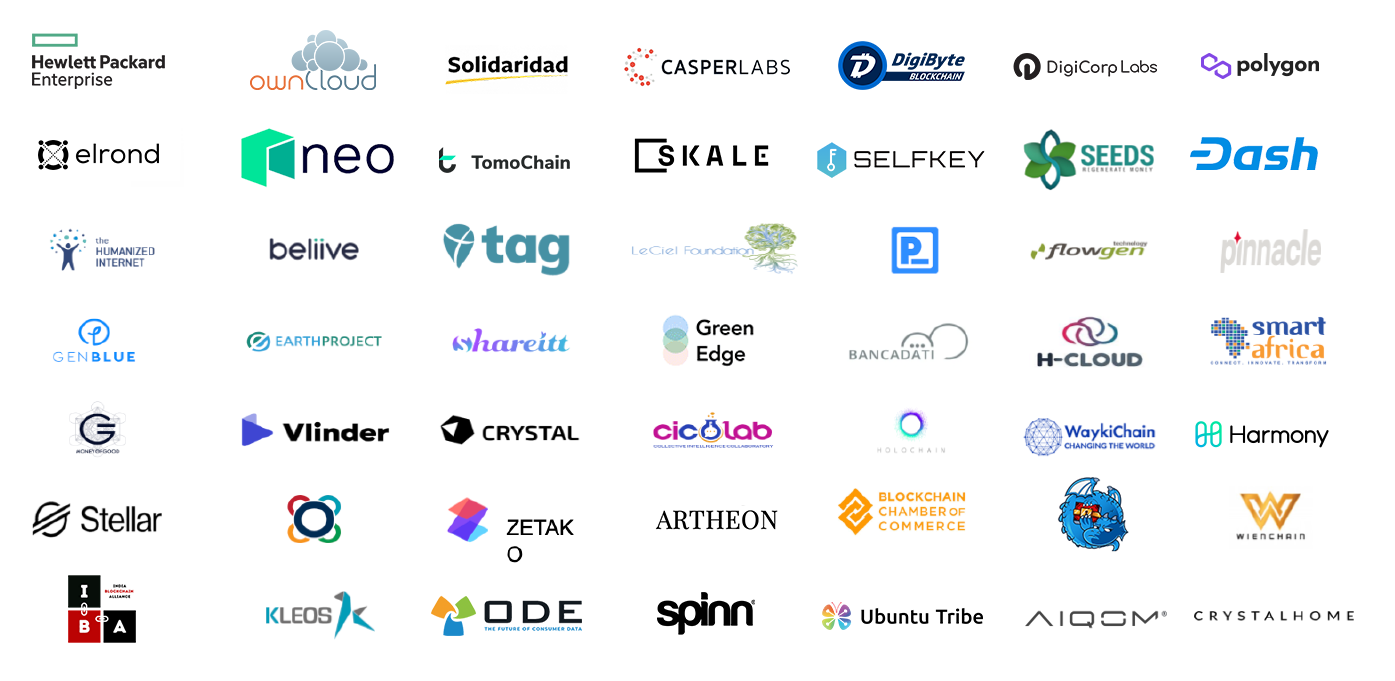 Hewlett Packard
Enterprise
ownCloud
Solidaridad
CASPERLABS
DigiByte
BLOCKCHAIN
DigiCorp Labs
polygon
elrond
neo
TomoChain
SKALE
SELFKEY
SEEDS
REGENERATE MONEY
Dash
the
HUMANIZED
INTERNET
beliive
tag
LeCiel Foundation
P
flowgen
technology
pinnacle
GENBLUE
EARTHPROJECT
shareitt
Green
Edge
BANCADATI
H-CLOUD
smart
africa
CONNECT. INNOVATE. TRANSFORM
G
MONEYOFGOOD
Vlinder
CRYSTAL
cicolab
COLLECTIVE INTELLIGENCE COLLABORATORY
HOLOCHAIN
WaykiChain
CHANGING THE WORLD
Harmony
Stellar
ZETAK
O
ARTHEON
BLOCKCHAIN
CHAMBER OF
COMMERCE
WIENCHAIN
I
INDIA
BLOCKCHAIN
ALLIANCE
B A
KLEOS
ODE
THE FUTURE OF CONSUMER DATA
spinn®
Ubuntu Tribe
AIQOM®
CRYSTALHOME